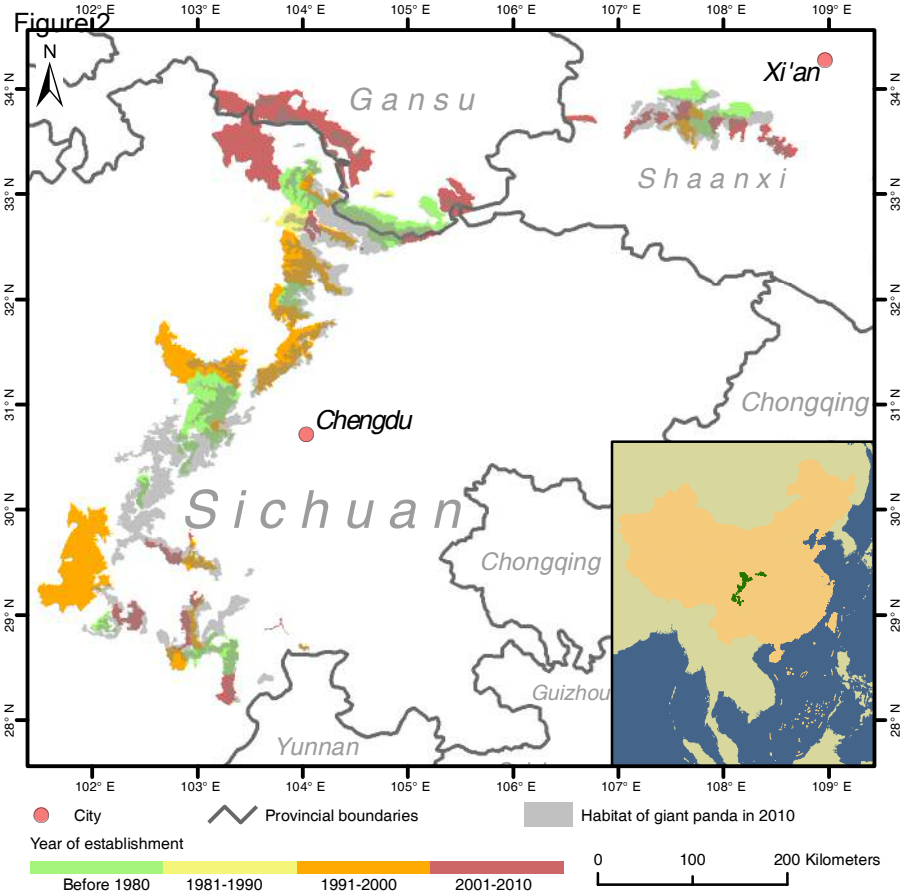 Figure 2
102° E 103° E 104° E 105° E 106° E 107° E 108° E 109° E
N
Xi'an
34° N 34° N
Gansu
Shaanxi
33° N 33° N
32° N 32° N
31° N 31° N
Chongqing
Chengdu
Sichuan
30° N 30° N
Chongqing
29° N 29° N
Guizhou
28° N 28° N
Yunnan
102° E 103° E 104° E 105° E 106° E 107° E 108° E 109° E
City Provincial boundaries Habitat of giant panda in 2010
Year of establishment
0 100 200 Kilometers
Before 1980 1981-1990 1991-2000 2001-2010